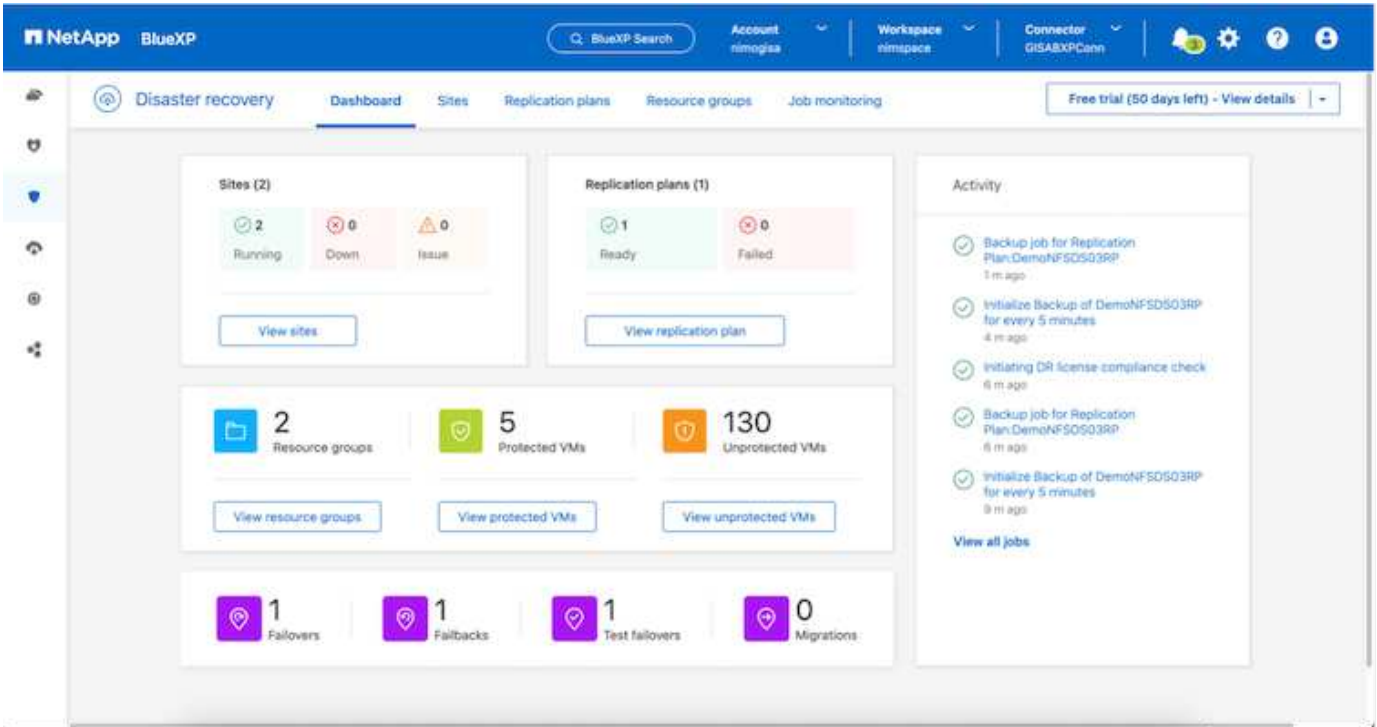 NetApp BlueXP
BlueXP Search
Account
nimogisa
Workspace
nimspace
Connector
GISABXPConn
3
Disaster recovery
Dashboard
Sites
Replication plans
Resource groups
Job monitoring
Free trial (50 days left) - View details
Sites (2)
2
Running
0
Down
0
Issue
View sites
Replication plans (1)
1
Ready
0
Failed
View replication plan
2
Resource groups
View resource groups
5
Protected VMs
View protected VMs
130
Unprotected VMs
View unprotected VMs
1
Failovers
1
Failbacks
1
Test failovers
0
Migrations
Activity
Backup job for Replication
Plan:DemoNFSDS03RP
1 m ago
Initialize Backup of DemoNFSDS03RP
for every 5 minutes
4 m ago
Initiating DR license compliance check
6 m ago
Backup job for Replication
Plan:DemoNFSDS03RP
6 m ago
Initialize Backup of DemoNFSDS03RP
for every 5 minutes
9 m ago
View all jobs